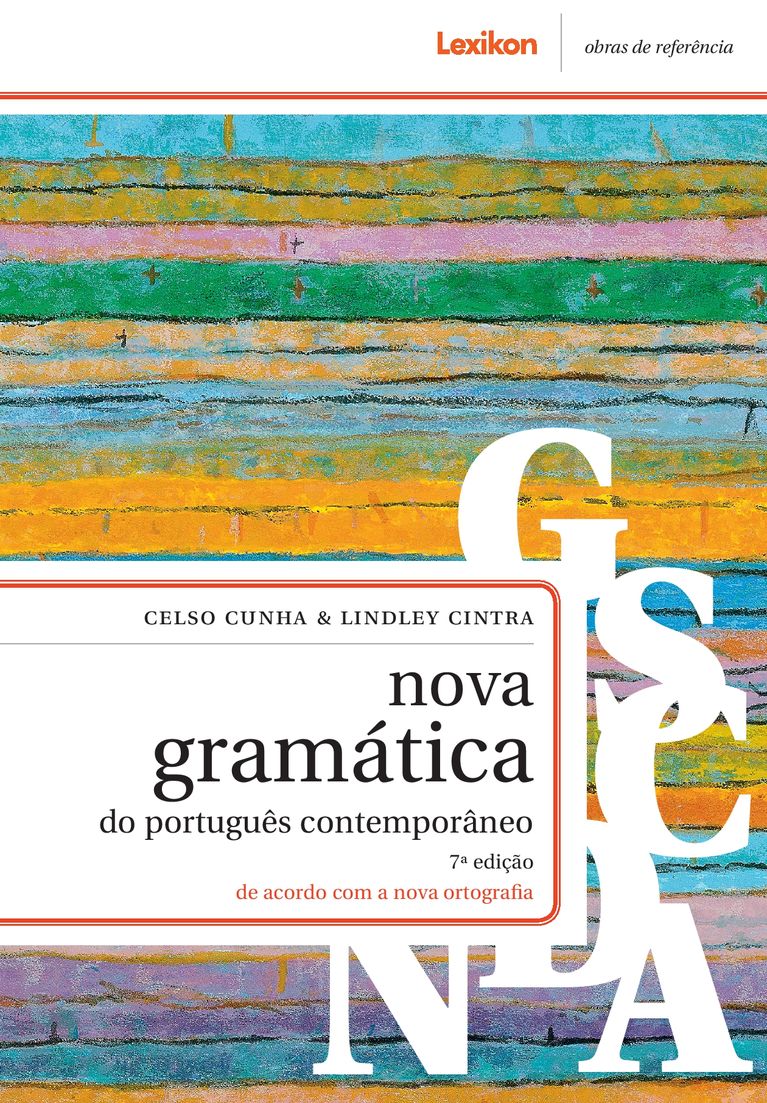 Lexikon
obras de referência
CELSO CUNHA & LINDLEY CINTRA
nova
gramática
do português contemporâneo
7ª edição
de acordo com a nova ortografia
G
S
C
D
N A